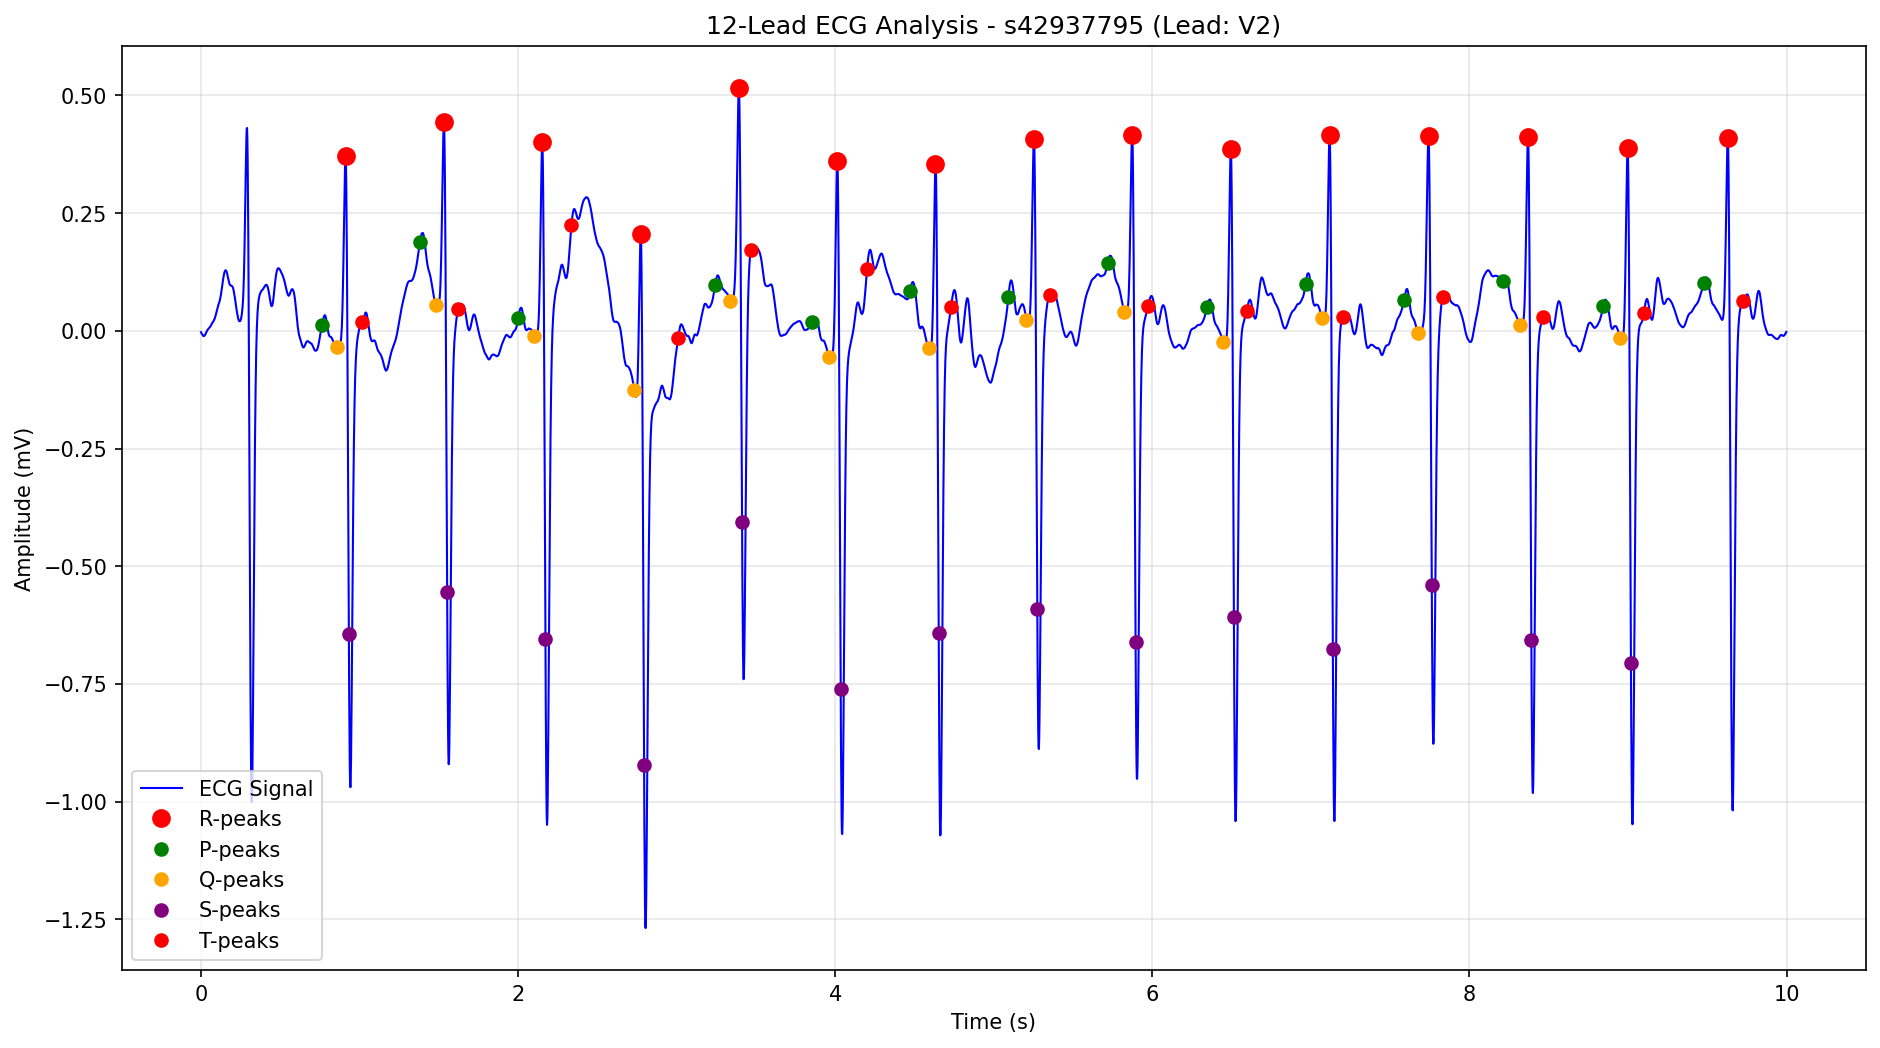 12-Lead ECG Analysis - s42937795 (Lead: V2)
Amplitude (mV)
0.50
0.25
0.00
−0.25
−0.50
−0.75
−1.00
−1.25
ECG Signal
R-peaks
P-peaks
Q-peaks
S-peaks
T-peaks
0 2 4 6 8 10
Time (s)